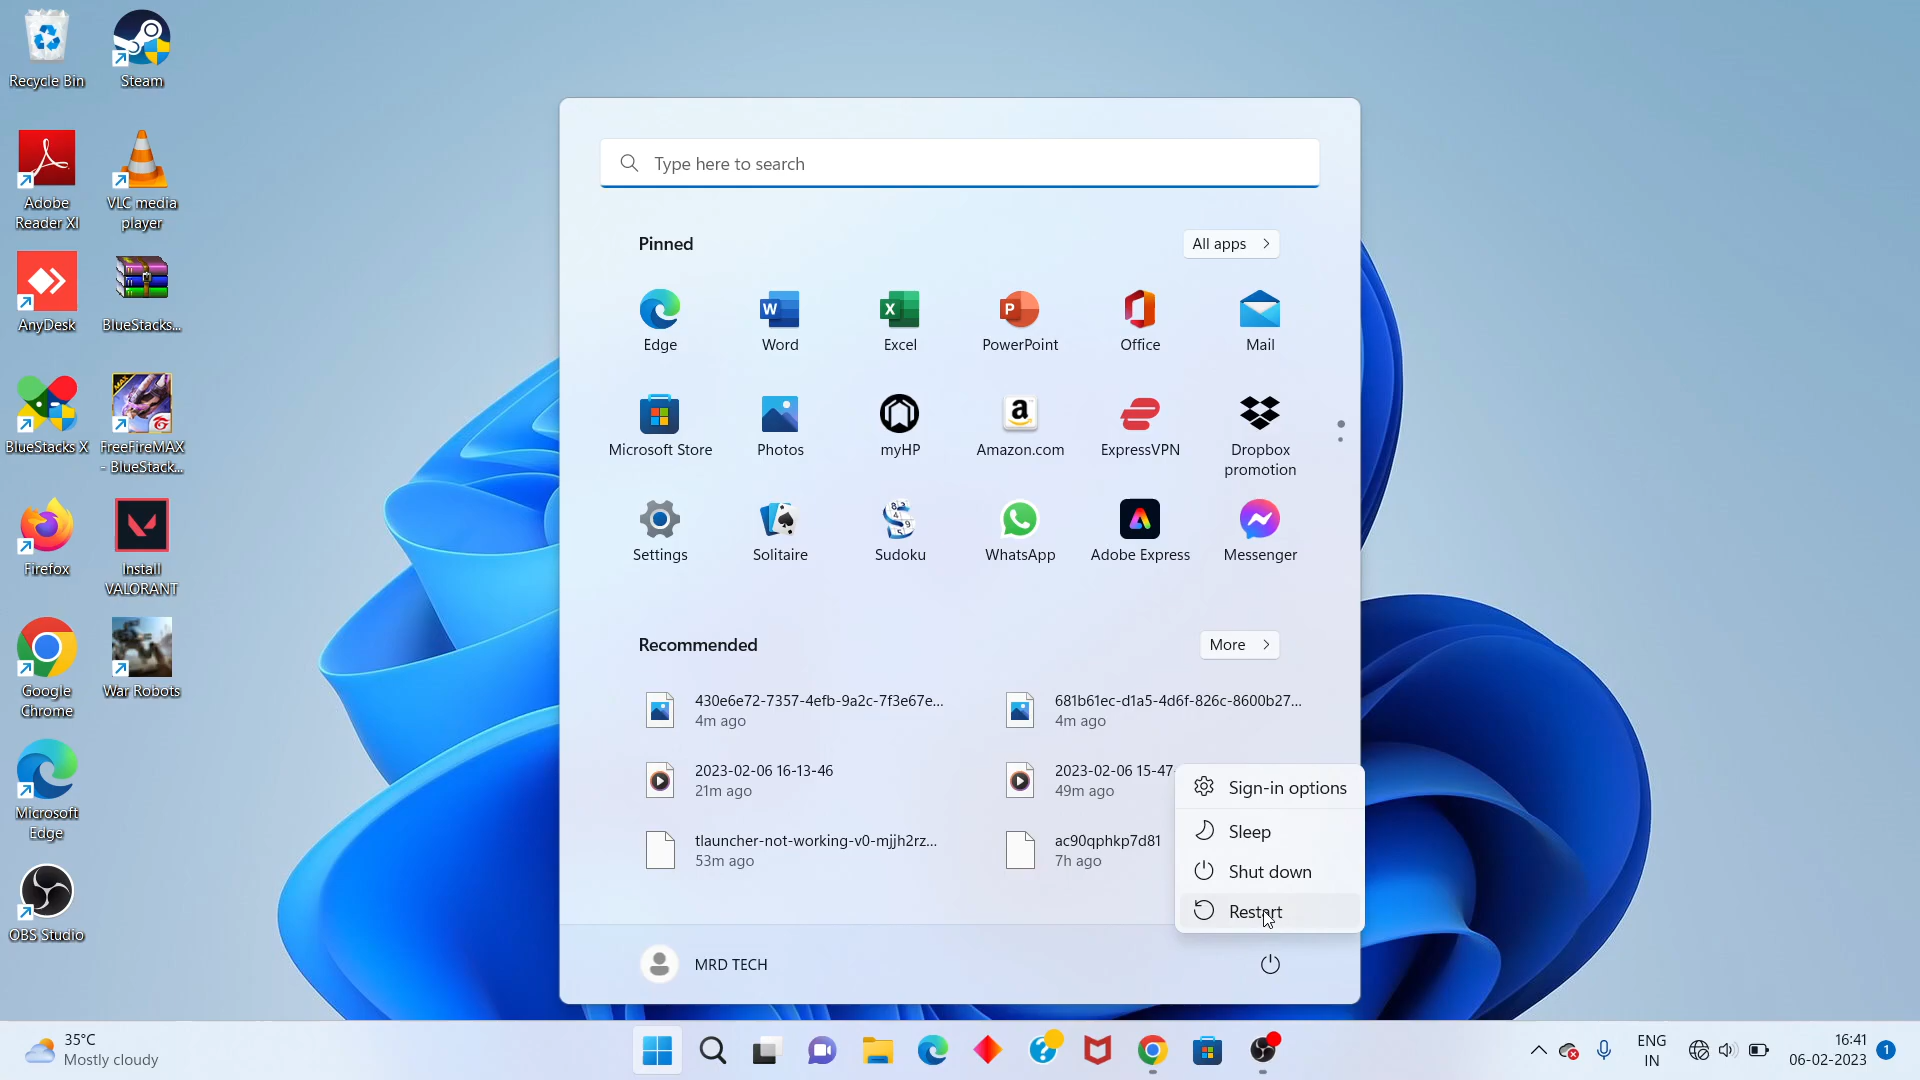 Recycle Bin
Steam
Adobe
Reader XI
VLC media
player
AnyDesk
BlueStacks...
BlueStacks X
FreeFireMAX
- BlueStack...
Firefox
Install
VALORANT
Google
Chrome
War Robots
Microsoft
Edge
OBS Studio
Type here to search
Pinned
All apps
Edge
Word
Excel
PowerPoint
Office
Mail
Microsoft Store
Photos
myHP
Amazon.com
ExpressVPN
Dropbox
promotion
Settings
Solitaire
Sudoku
WhatsApp
Adobe Express
Messenger
Recommended
More
430e6e72-7357-4efb-9a2c-7f3e67e...
4m ago
681b61ec-d1a5-4d6f-826c-8600b27...
4m ago
2023-02-06 16-13-46
21m ago
2023-02-06 15-47-
49m ago
tlauncher-not-working-v0-mjjh2rz...
53m ago
ac90qphkp7d81
7h ago
Sign-in options
Sleep
Shut down
Restart
MRD TECH
35°C
Mostly cloudy
ENG
IN
16:41
06-02-2023
1